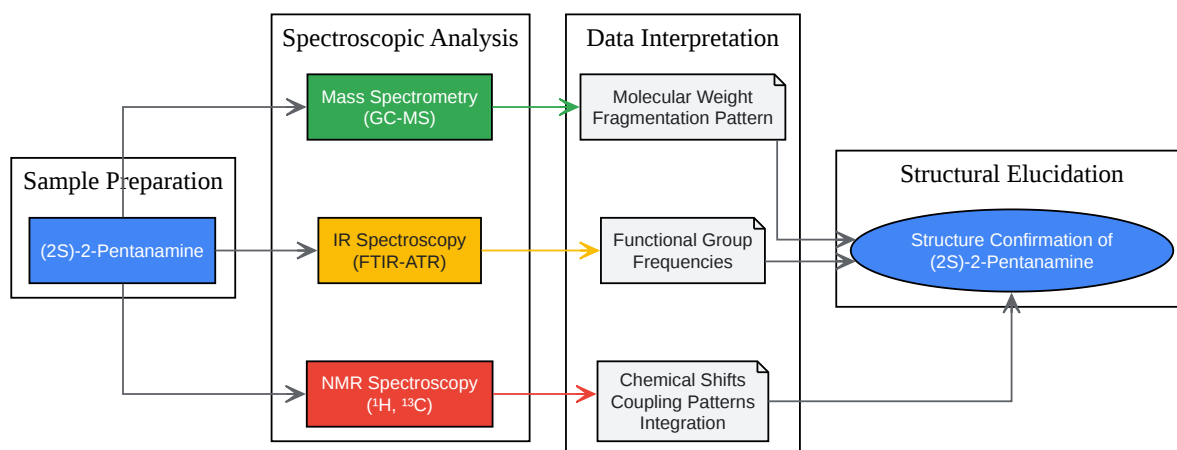 Sample Preparation
(2S)-2-Pentanamine
Spectroscopic Analysis
Mass Spectrometry
(GC-MS)
IR Spectroscopy
(FTIR-ATR)
NMR Spectroscopy
(¹H, ¹³C)
Data Interpretation
Molecular Weight
Fragmentation Pattern
Functional Group
Frequencies
Chemical Shifts
Coupling Patterns
Integration
Structural Elucidation
Structure Confirmation of
(2S)-2-Pentanamine